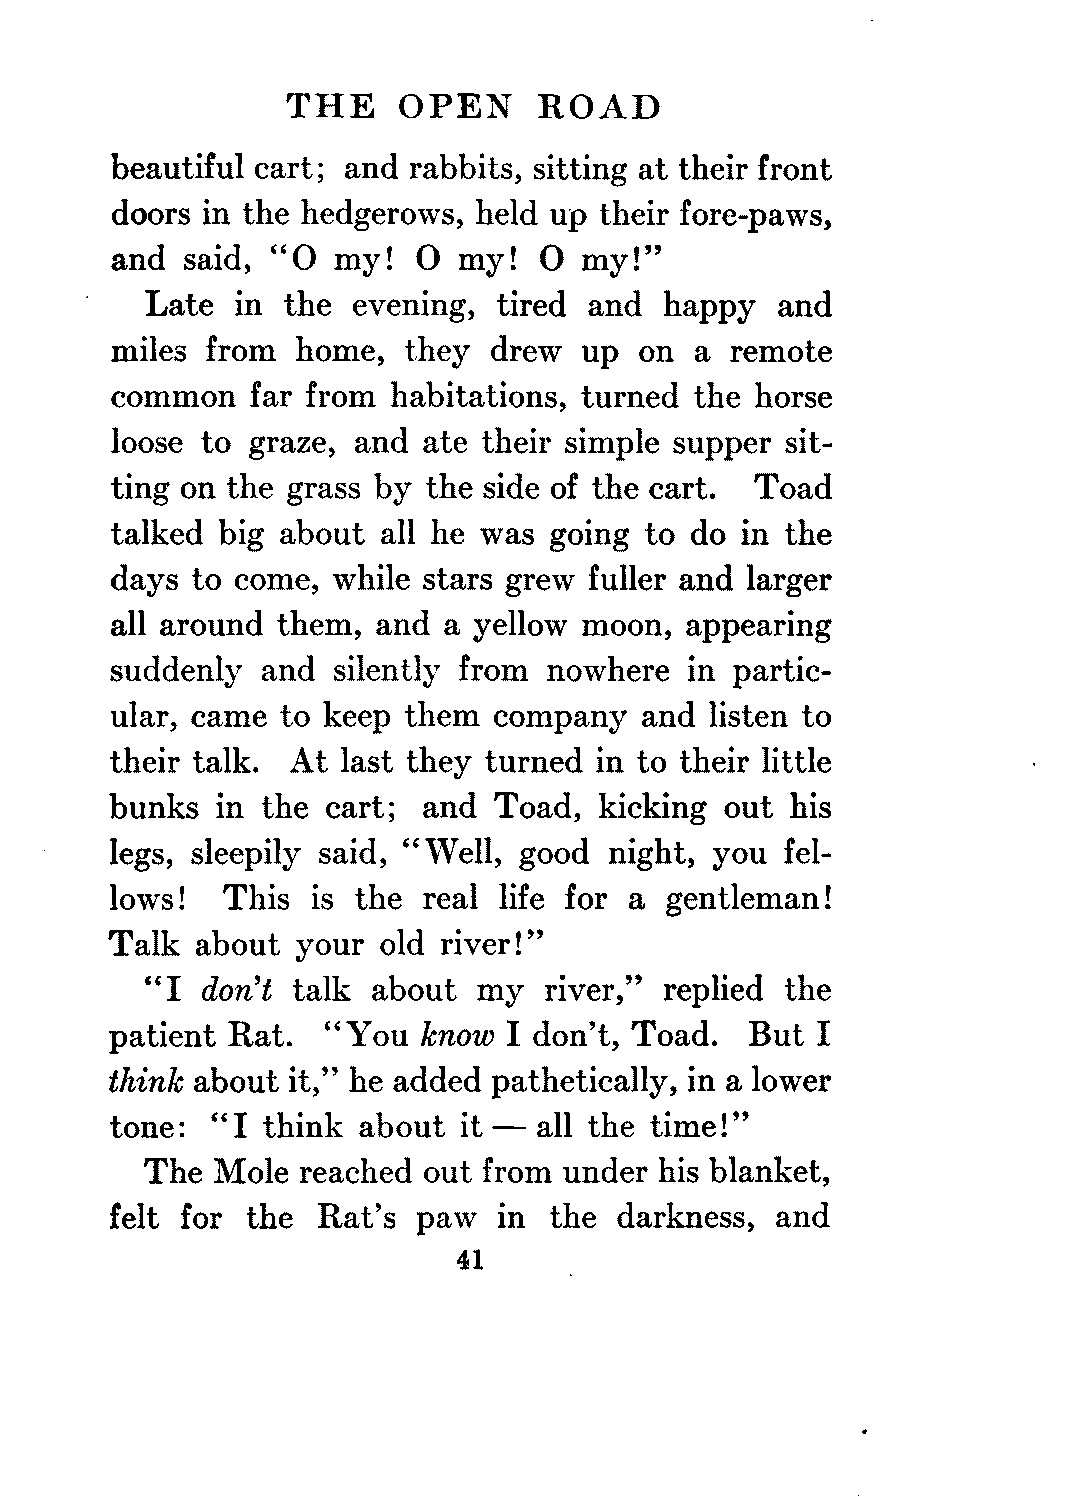 THE OPEN ROAD
beautiful cart; and rabbits, sitting at their front
doors in the hedgerows, held up their fore-paws,
and said, “O my! O my! O my!”
Late in the evening, tired and happy and
miles from home, they drew up on a remote
common far from habitations, turned the horse
loose to graze, and ate their simple supper sit-
ting on the grass by the side of the cart. Toad
talked big about all he was going to do in the
days to come, while stars grew fuller and larger
all around them, and a yellow moon, appearing
suddenly and silently from nowhere in partic-
ular, came to keep them company and listen to
their talk. At last they turned in to their little
bunks in the cart; and Toad, kicking out his
legs, sleepily said, “Well, good night, you fel-
lows! This is the real life for a gentleman!
Talk about your old river!”
“I don't talk about my river,” replied the
patient Rat. “You know I don't, Toad. But I
think about it,” he added pathetically, in a lower
tone: “I think about it — all the time!”
The Mole reached out from under his blanket,
felt for the Rat's paw in the darkness, and
41